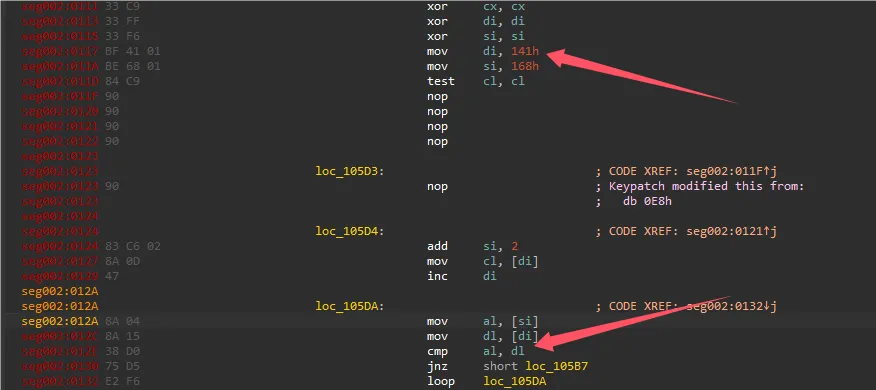 seg002:0111 33 C9 xor cx, cx
seg002:0113 33 FF xor di, di
seg002:0115 33 F6 xor si, si
seg002:0117 BF 41 01 mov di, 141h
seg002:011A BE 68 01 mov si, 168h
seg002:011D 84 C9 test cl, cl
seg002:011F 90 nop
seg002:0120 90 nop
seg002:0121 90 nop
seg002:0122 90 nop
seg002:0123
seg002:0123 loc_105D3: ; CODE XREF: seg002:011F↑j
seg002:0123 90 nop ; Keypatch modified this from:
seg002:0123 ; db 0E8h
seg002:0124
seg002:0124 loc_105D4: ; CODE XREF: seg002:0121↑j
seg002:0124 83 C6 02 add si, 2
seg002:0127 8A 0D mov cl, [di]
seg002:0129 47 inc di
seg002:012A
seg002:012A loc_105DA: ; CODE XREF: seg002:0132↓j
seg002:012A 8A 04 mov al, [si]
seg002:012C 8A 15 mov dl, [di]
seg002:012E 38 D0 cmp al, dl
seg002:0130 75 D5 jnz short loc_105B7
seg002:0132 E2 F6 loop loc_105DA